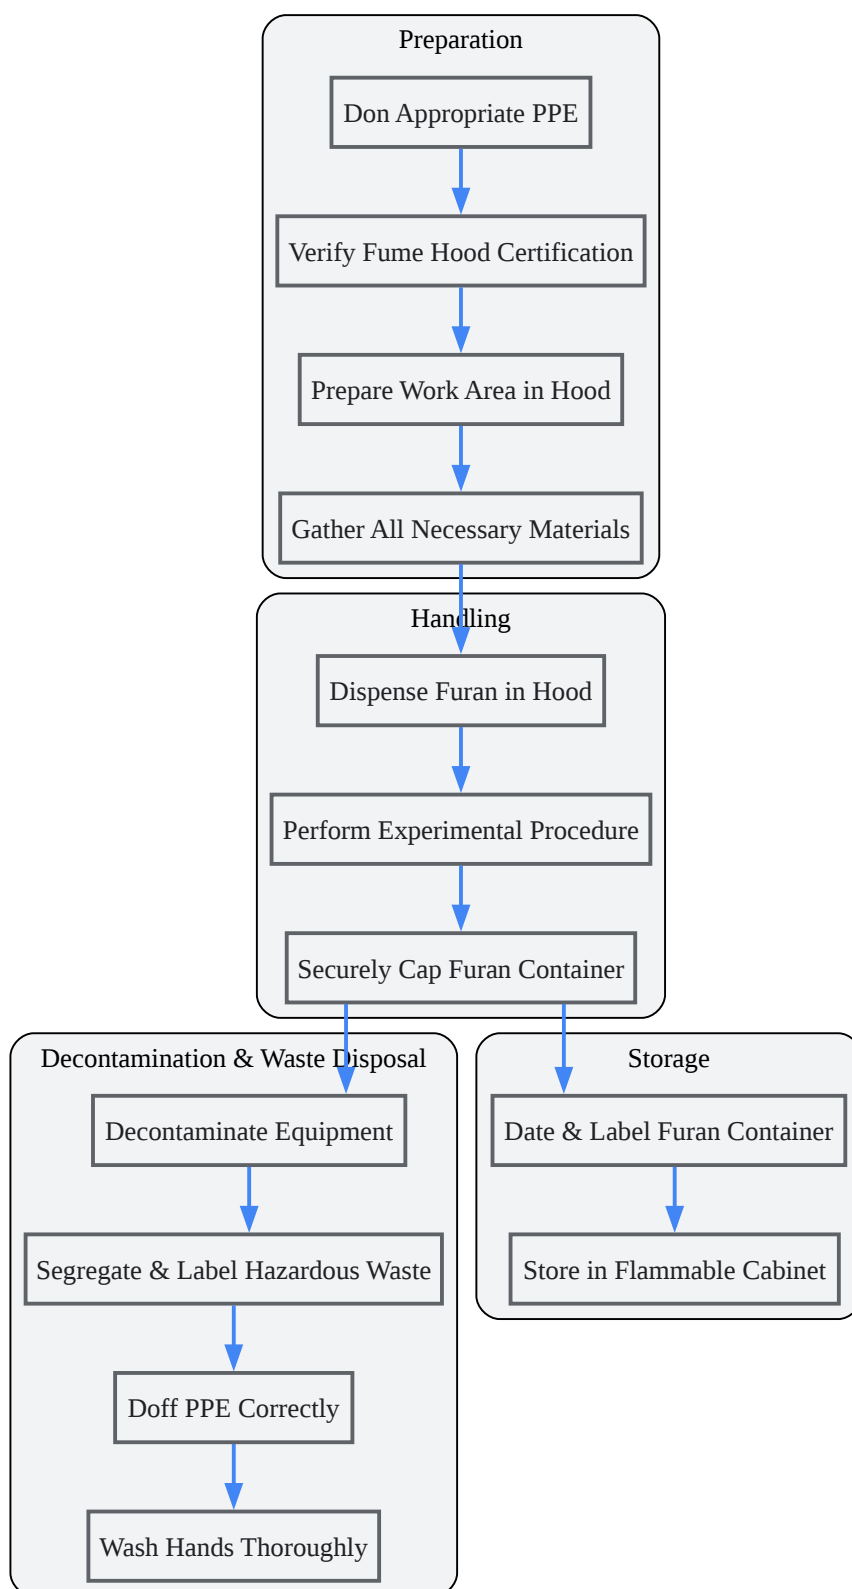 Preparation
Don Appropriate PPE
Verify Fume Hood Certification
Prepare Work Area in Hood
Gather All Necessary Materials
Handling
Dispense Furan in Hood
Perform Experimental Procedure
Securely Cap Furan Container
Decontamination & Waste Disposal
Decontaminate Equipment
Segregate & Label Hazardous Waste
Doff PPE Correctly
Wash Hands Thoroughly
Storage
Date & Label Furan Container
Store in Flammable Cabinet